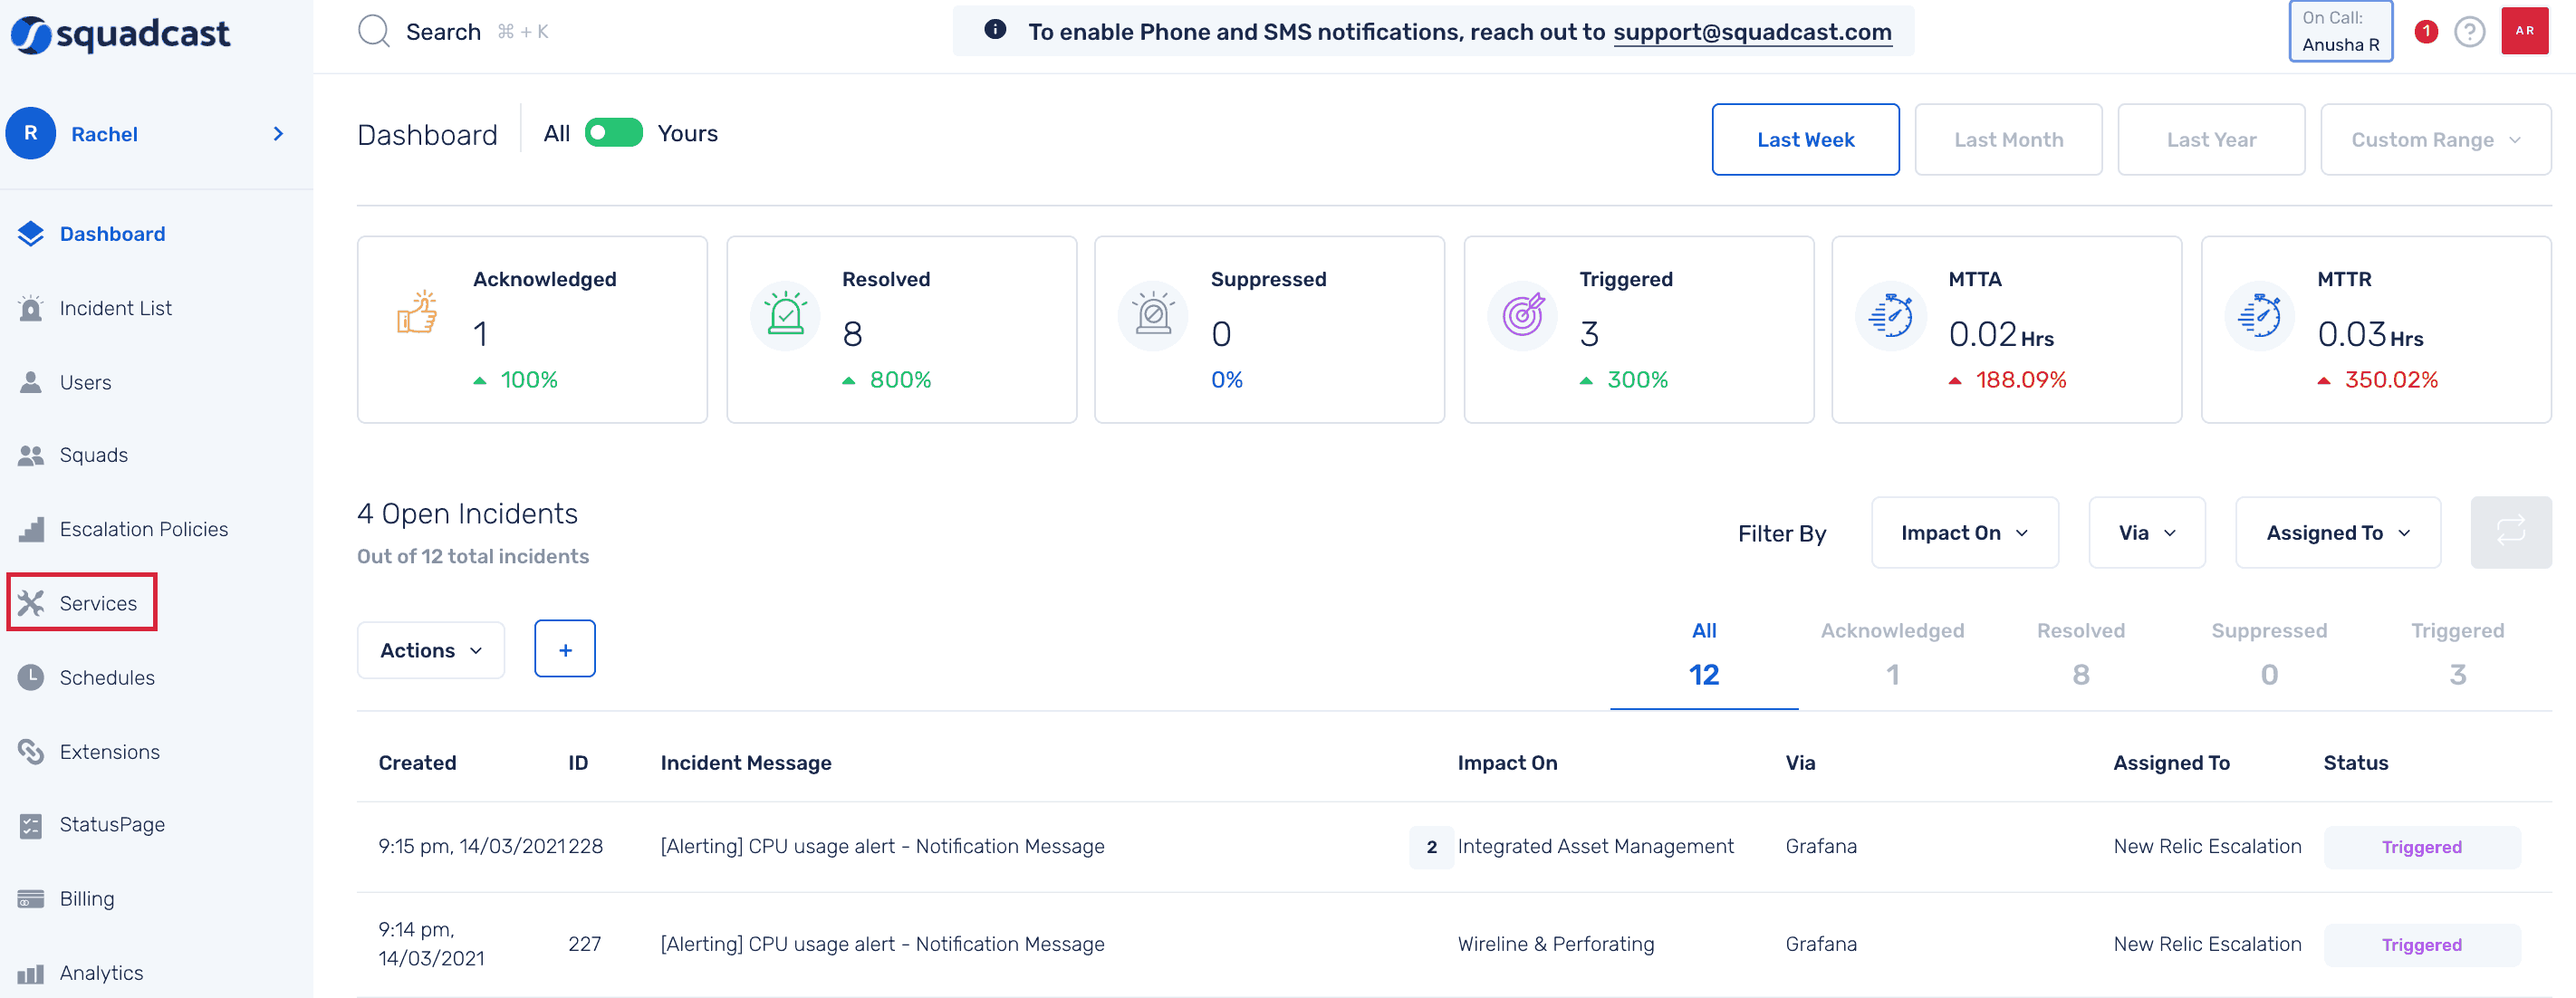 squadcast
Search ⌘ + K
To enable Phone and SMS notifications, reach out to support@squadcast.com
On Call:
Anusha R
1
?
AR
R Rachel
Dashboard
Incident List
Users
Squads
Escalation Policies
Services
Schedules
Extensions
StatusPage
Billing
Analytics
Dashboard
All Yours
Last Week Last Month Last Year Custom Range
Acknowledged
1
100%
Resolved
8
800%
Suppressed
0
0%
Triggered
3
300%
MTTA
0.02 Hrs
188.09%
MTTR
0.03 Hrs
350.02%
4 Open Incidents
Out of 12 total incidents
Filter By Impact On Via Assigned To
Actions +
All Acknowledged Resolved Suppressed Triggered
12 1 8 0 3
Created ID Incident Message Impact On Via Assigned To Status
9:15 pm, 14/03/2021 228 [Alerting] CPU usage alert - Notification Message 2 Integrated Asset Management Grafana New Relic Escalation Triggered
9:14 pm,
14/03/2021 227 [Alerting] CPU usage alert - Notification Message Wireline & Perforating Grafana New Relic Escalation Triggered